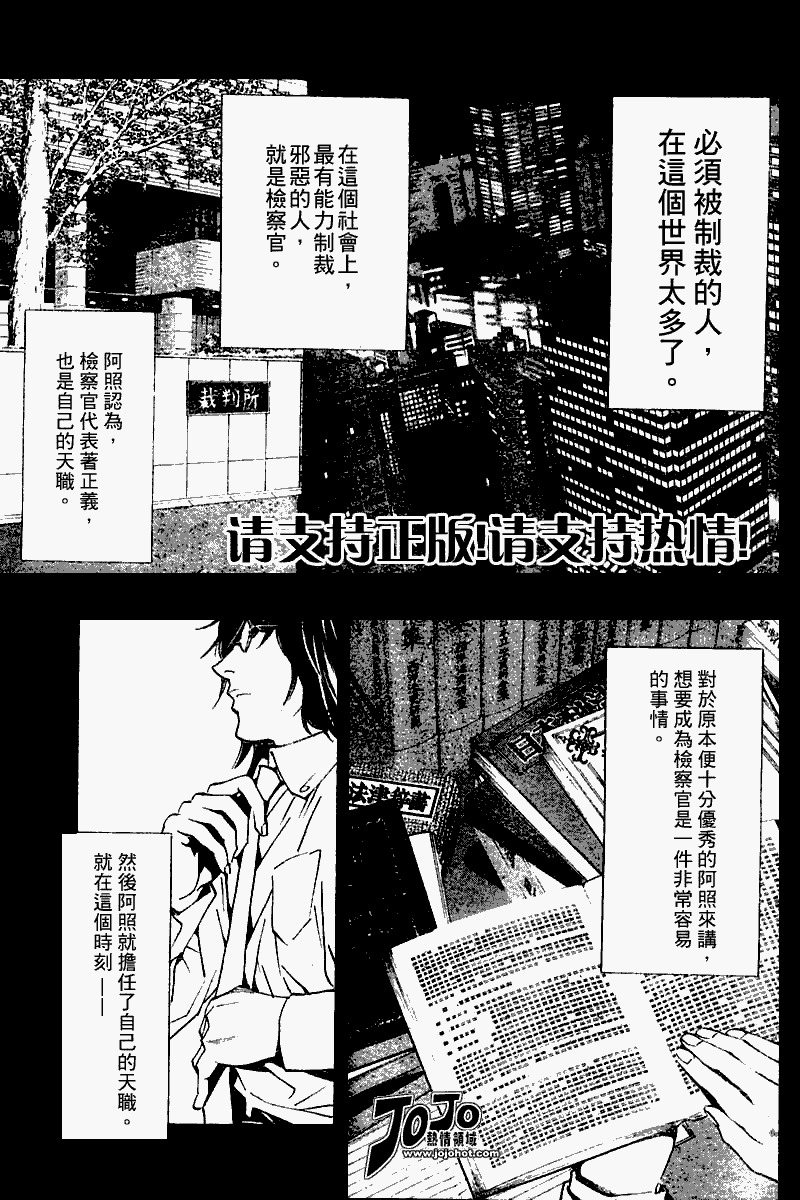 必須被制裁的人，
在這個世界太多了。
在這個社會上，
最有能力制裁
邪惡的人，
就是檢察官。
阿照認為，
檢察官代表著正義，
也是自己的天職。
裁判所
请支持正版!请支持热情!
對於原本便十分優秀的阿照來講，
想要成為檢察官是一件非常容易
的事情。
法律辞書
然後阿照就擔任了自己的天職。
就在這個時刻——
JOJO
熱情領域
www.jojohot.com